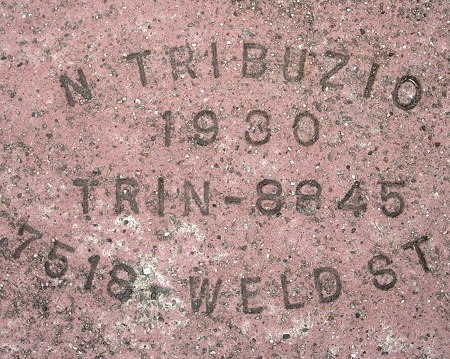 N TRIBUZIO
1930
TRIN-8845
7518-WELD ST